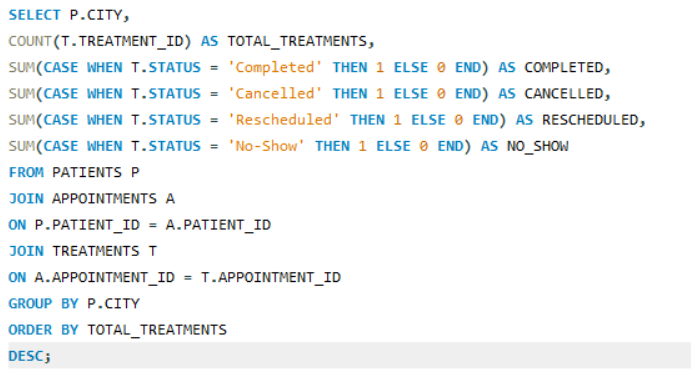 SELECT P.CITY,
COUNT(T.TREATMENT_ID) AS TOTAL_TREATMENTS,
SUM(CASE WHEN T.STATUS = 'Completed' THEN 1 ELSE 0 END) AS COMPLETED,
SUM(CASE WHEN T.STATUS = 'Cancelled' THEN 1 ELSE 0 END) AS CANCELLED,
SUM(CASE WHEN T.STATUS = 'Rescheduled' THEN 1 ELSE 0 END) AS RESCHEDULED,
SUM(CASE WHEN T.STATUS = 'No-Show' THEN 1 ELSE 0 END) AS NO_SHOW
FROM PATIENTS P
JOIN APPOINTMENTS A
ON P.PATIENT_ID = A.PATIENT_ID
JOIN TREATMENTS T
ON A.APPOINTMENT_ID = T.APPOINTMENT_ID
GROUP BY P.CITY
ORDER BY TOTAL_TREATMENTS
DESC;